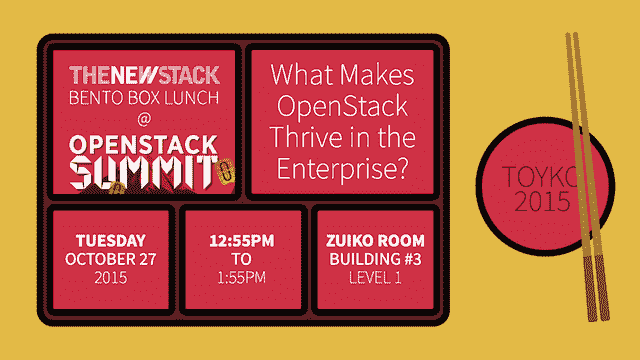 THENEWSTACK
BENTO BOX LUNCH
@
OPENSTACK
SUMMIT
What Makes
OpenStack
Thrive in the
Enterprise?
TUESDAY
OCTOBER 27
2015
12:55PM
TO
1:55PM
ZUIKO ROOM
BUILDING #3
LEVEL 1
TOYKO
2015